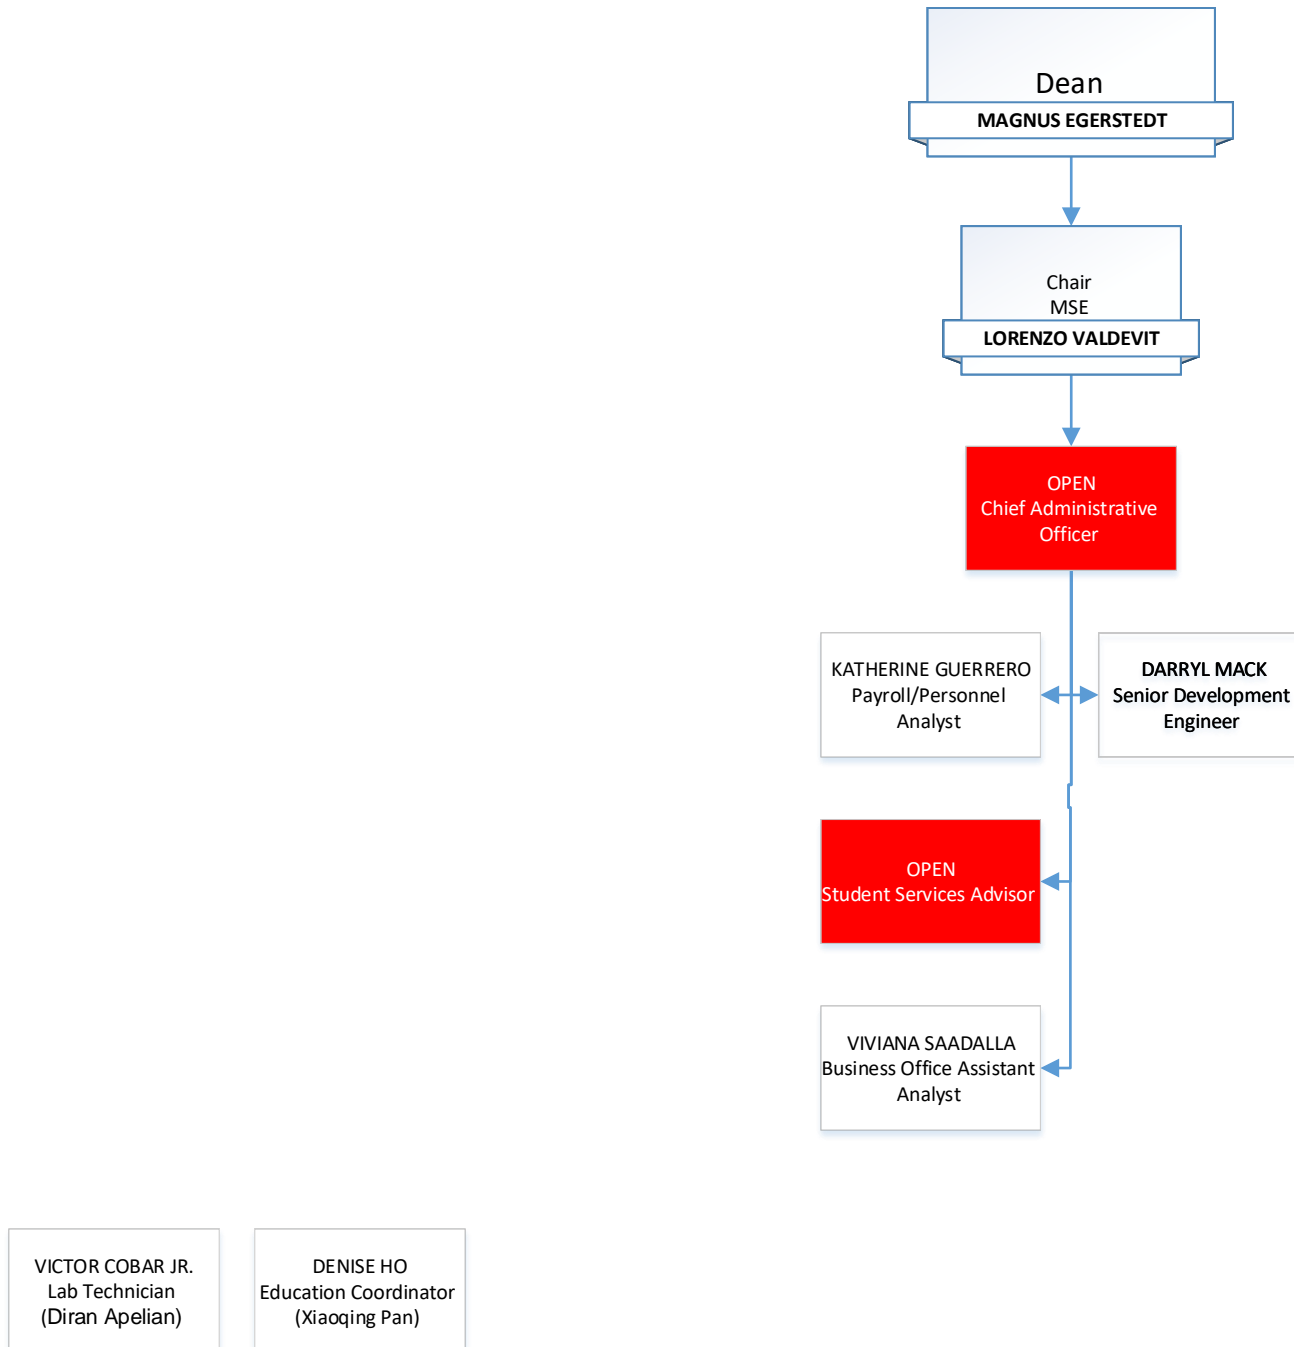 Dean
MAGNUS EGERSTEDT
Chair
MSE
LORENZO VALDEVIT
OPEN
Chief Administrative
Officer
KATHERINE GUERRERO
Payroll/Personnel
Analyst
DARRYL MACK
Senior Development
Engineer
OPEN
Student Services Advisor
VIVIANA SAADALLA
Business Office Assistant
Analyst
VICTOR COBAR JR.
Lab Technician
(Diran Apelian)
DENISE HO
Education Coordinator
(Xiaoqing Pan)